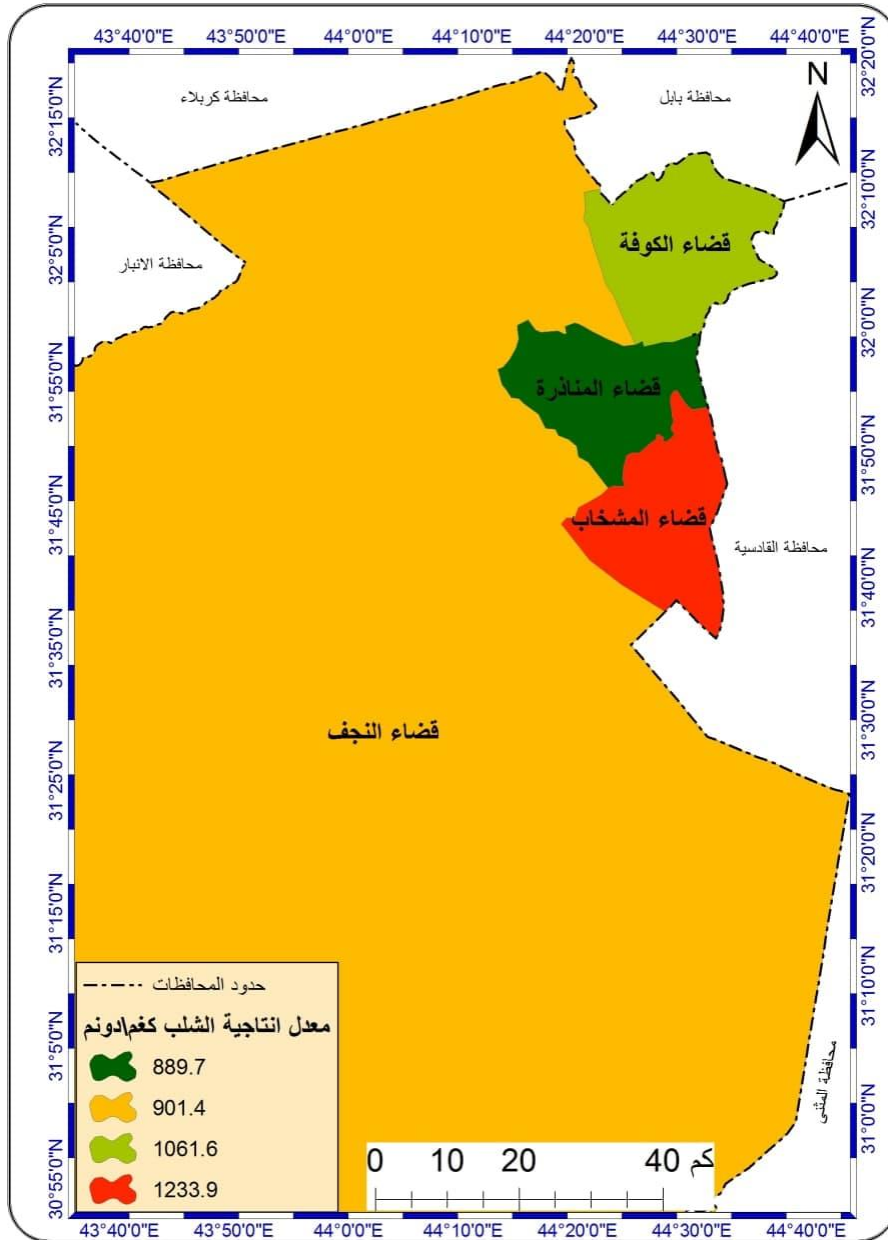 43°40'0"E 43°50'0"E 44°0'0"E 44°10'0"E 44°20'0"E 44°30'0"E 44°40'0"E
32°20'0"N
32°15'0"N
32°10'0"N
32°5'0"N
32°0'0"N
31°55'0"N
31°50'0"N
31°45'0"N
31°40'0"N
31°35'0"N
31°30'0"N
31°25'0"N
31°20'0"N
31°15'0"N
31°10'0"N
31°5'0"N
31°0'0"N
30°55'0"N
N
محافظة كربلاء
محافظة بابل
قضاء الكوفة
محافظة الانبار
قضاء المناذرة
قضاء المشخاب
محافظة القادسية
قضاء النجف
محافظة المثنى
حدود المحافظات
معدل انتاجية الشلب كغم\دونم
889.7
901.4
1061.6
1233.9
0 10 20 40 كم
43°40'0"E 43°50'0"E 44°0'0"E 44°10'0"E 44°20'0"E 44°30'0"E 44°40'0"E